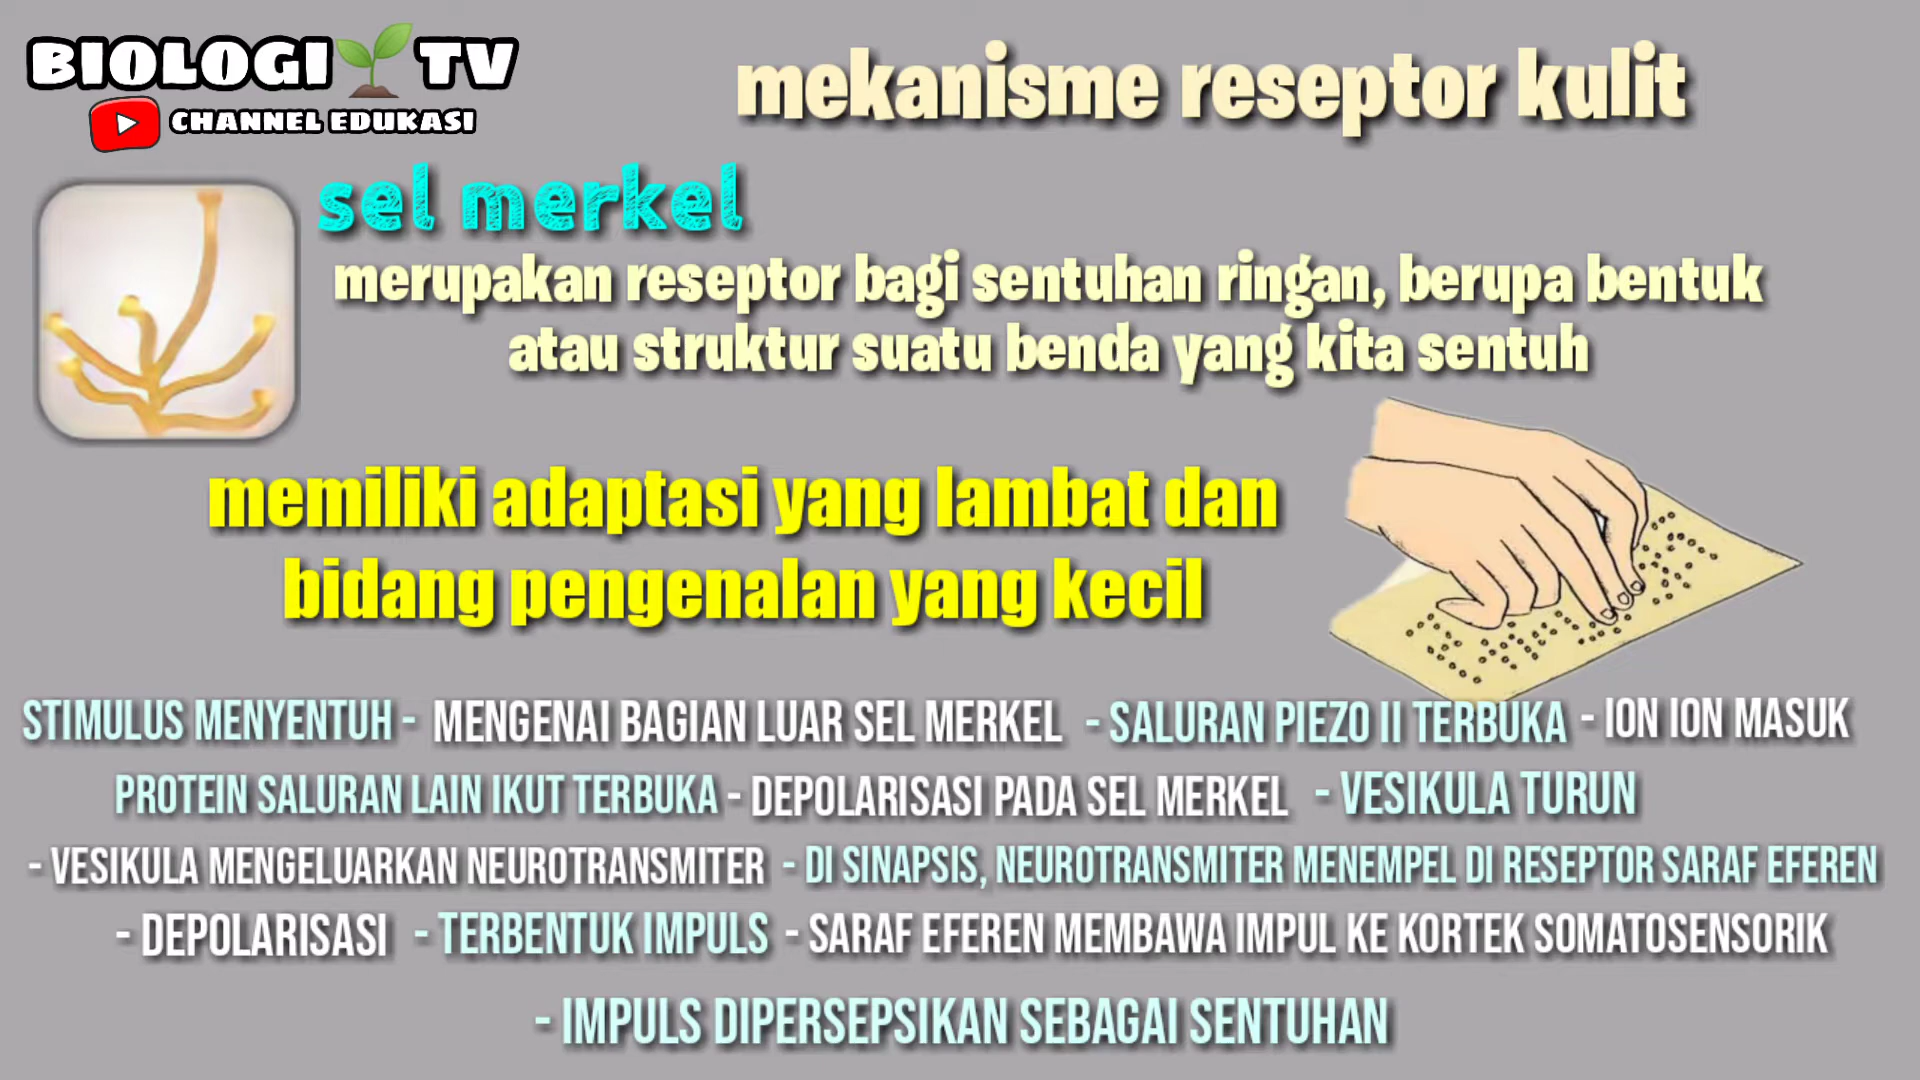 BIOLOGI TV
CHANNEL EDUKASI
mekanisme reseptor kulit
sel merkel
merupakan reseptor bagi sentuhan ringan, berupa bentuk
atau struktur suatu benda yang kita sentuh
memiliki adaptasi yang lambat dan
bidang pengenalan yang kecil
STIMULUS MENYENTUH - MENGENAI BAGIAN LUAR SEL MERKEL - SALURAN PIEZO II TERBUKA - ION ION MASUK
PROTEIN SALURAN LAIN IKUT TERBUKA - DEPOLARISASI PADA SEL MERKEL - VESIKULA TURUN
- VESIKULA MENGELUARKAN NEUROTRANSMITER - DI SINAPSIS, NEUROTRANSMITER MENEMPEL DI RESEPTOR SARAF EFEREN
- DEPOLARISASI - TERBENTUK IMPULS - SARAF EFEREN MEMBAWA IMPUL KE KORTEK SOMATOSENSORIK
- IMPULS DIPERSEPSIKAN SEBAGAI SENTUHAN